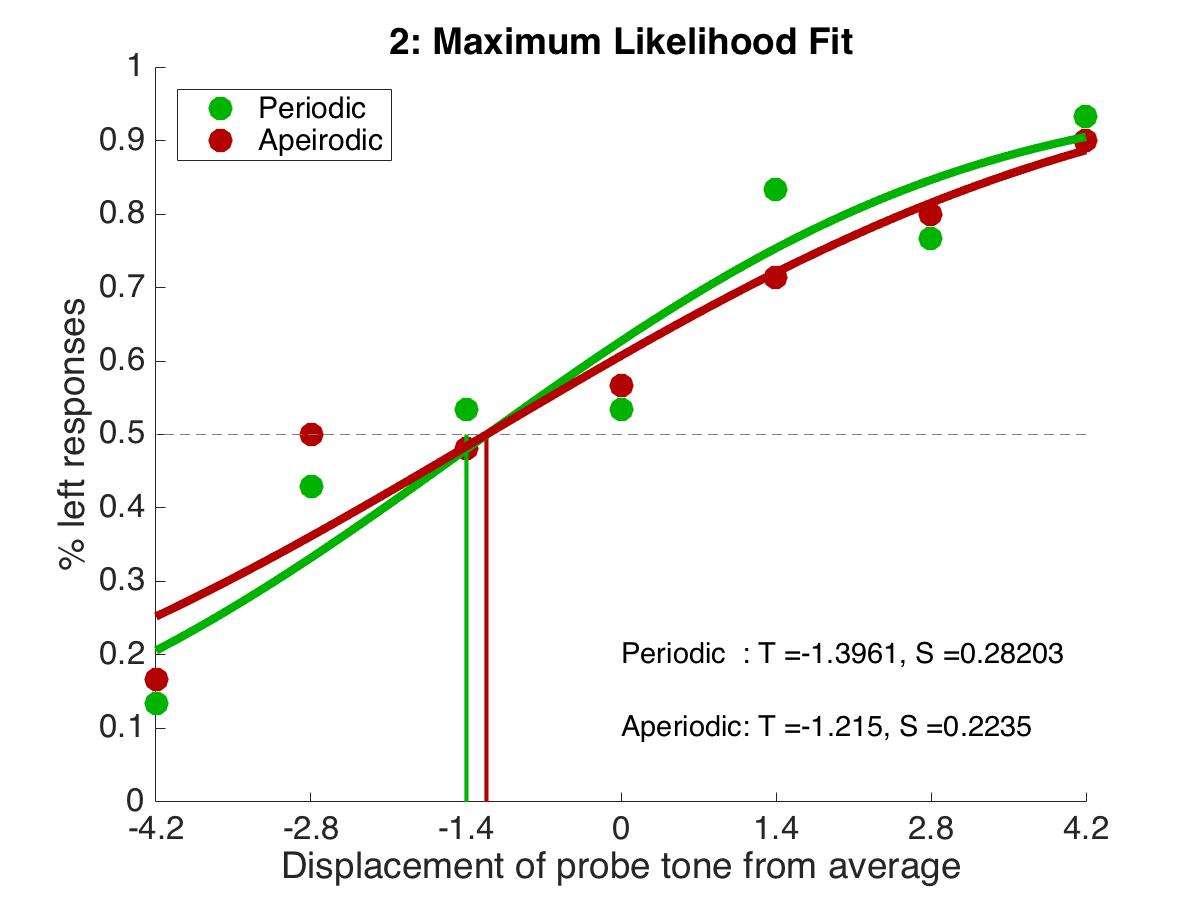 2: Maximum Likelihood Fit
1
Periodic
Apeirodic
0.9
0.8
0.7
0.6
0.5
0.4
0.3
0.2
0.1
0
% left responses
Periodic : T =-1.3961, S =0.28203
Aperiodic: T =-1.215, S =0.2235
-4.2 -2.8 -1.4 0 1.4 2.8 4.2
Displacement of probe tone from average